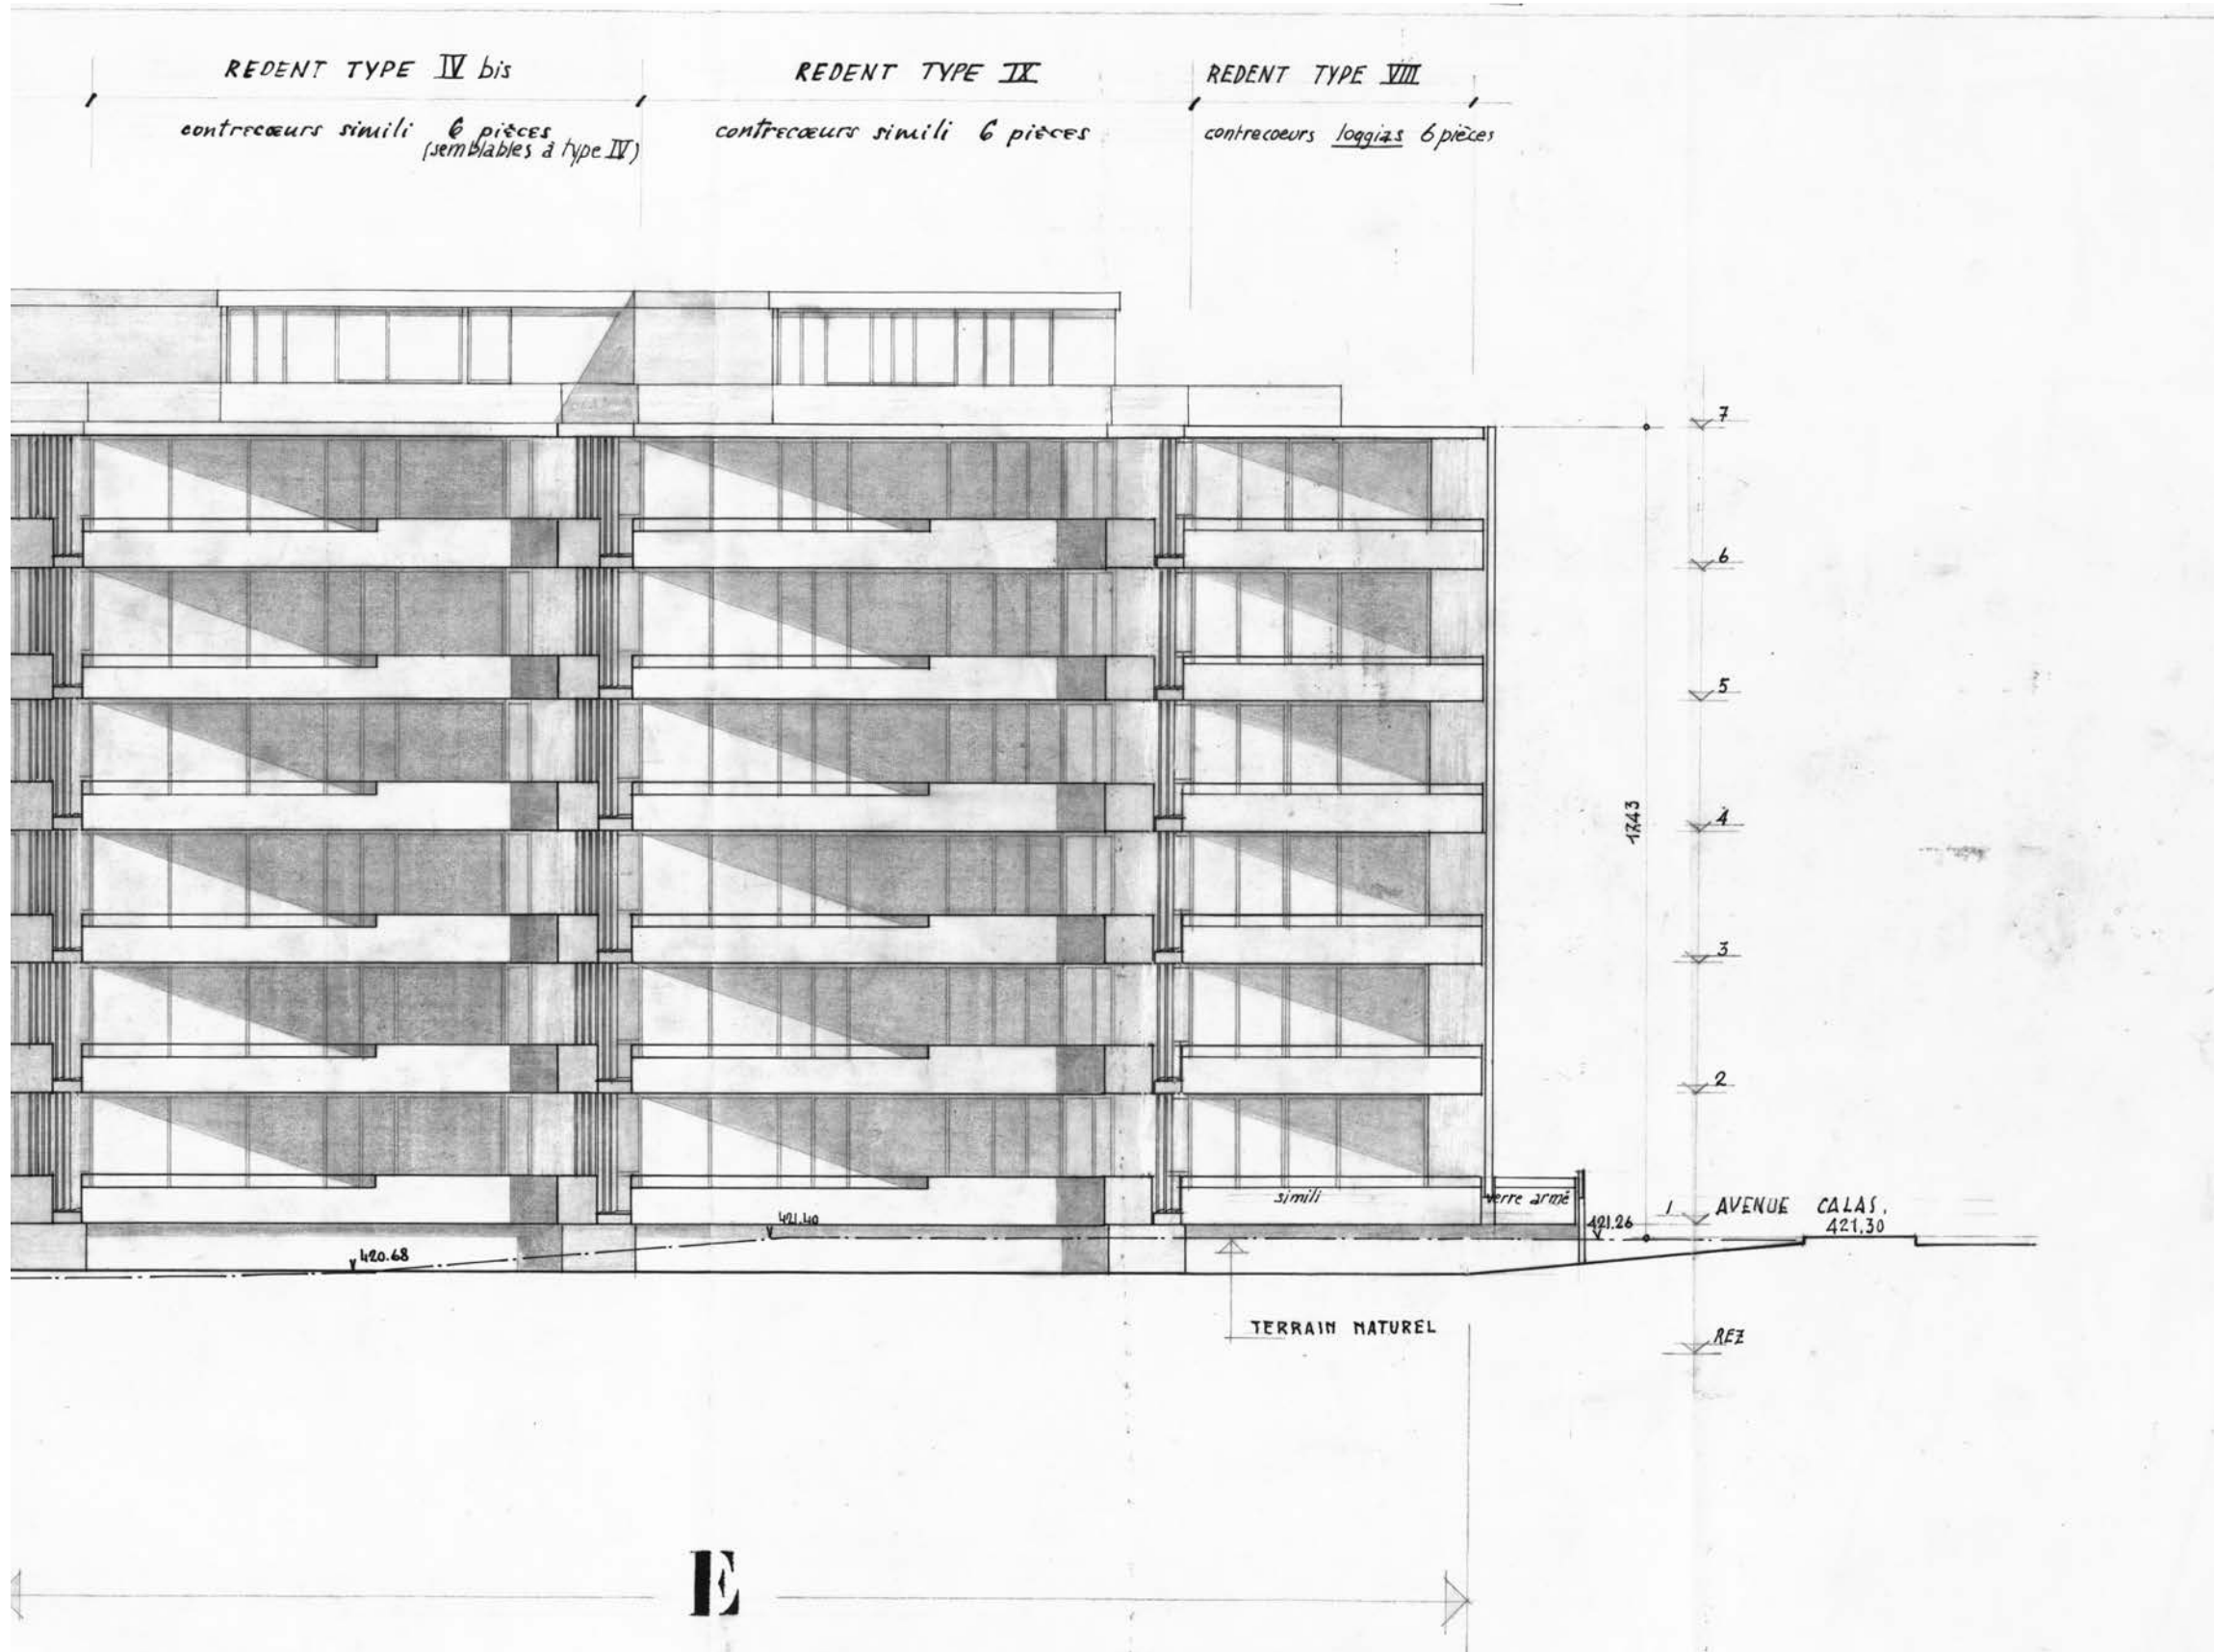 REDENT TYPE IV bis
contrecœurs simili 6 pièces
(semblables à type IV)
REDENT TYPE IX
contrecœurs simili 6 pièces
REDENT TYPE VIII
contrecoeurs loggias 6 pièces
7
6
5
4
1743
3
2
simili
verre armé
1
AVENUE CALAS.
421.30
421.26
421.40
420.68
TERRAIN NATUREL
REZ
E